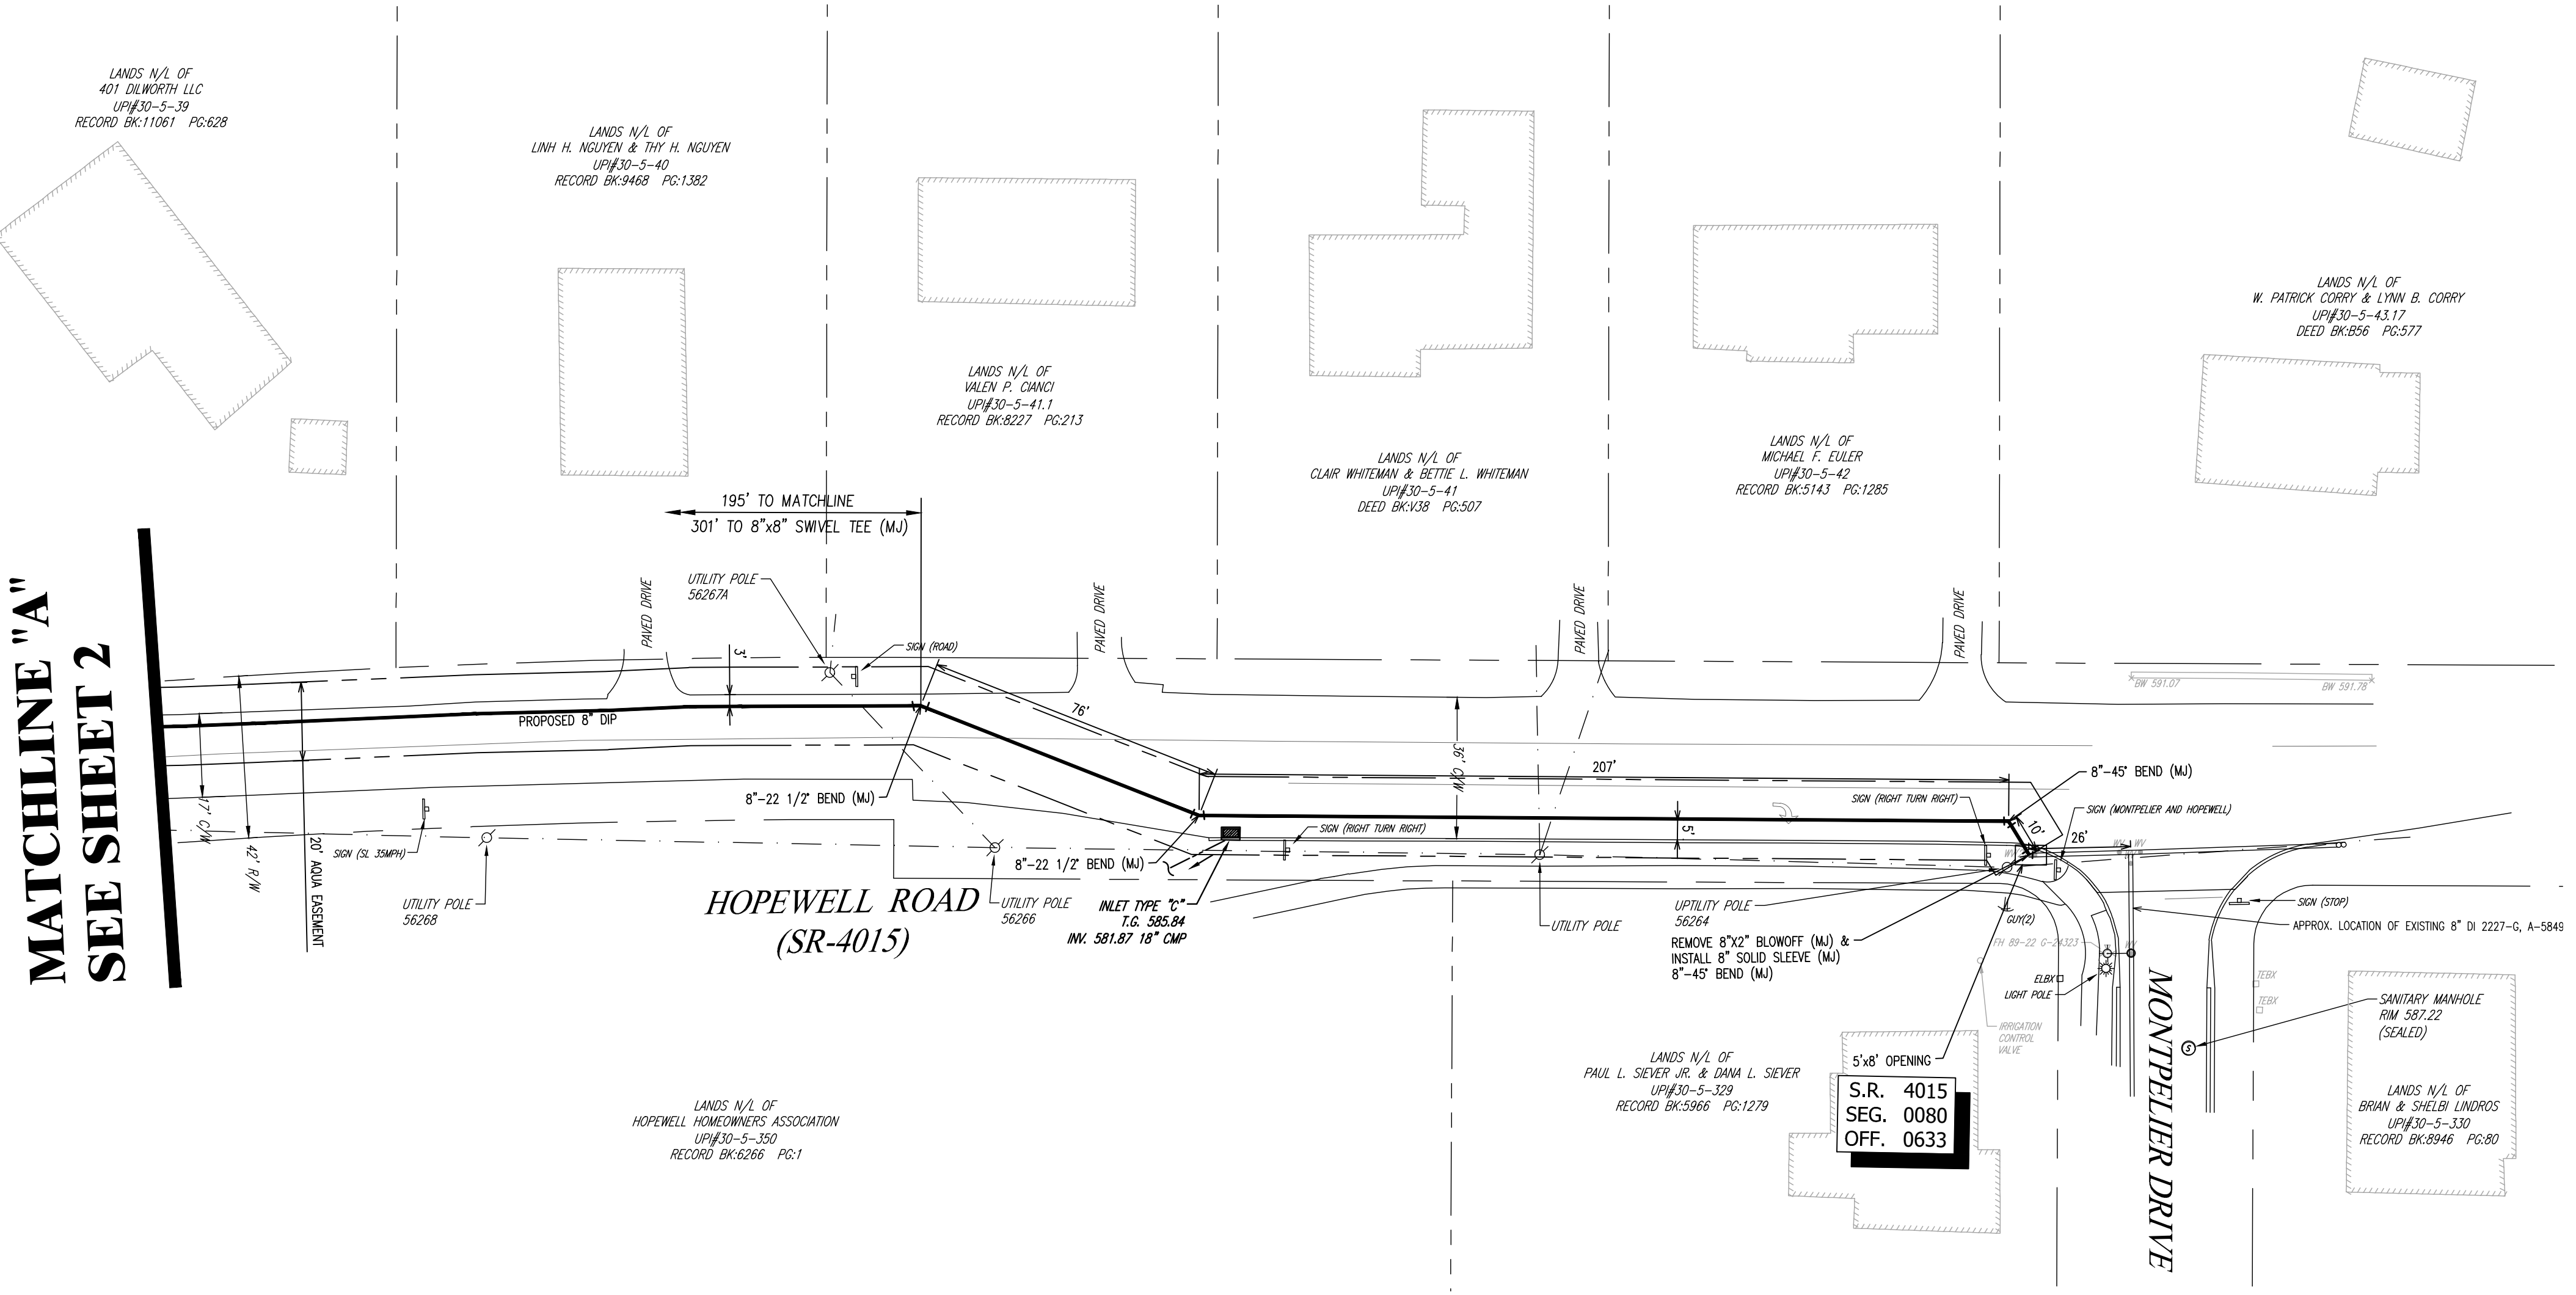 LANDS N/L OF
401 DILWORTH LLC
UPI#30-5-39
RECORD BK:11061 PG:628
LANDS N/L OF
LINH H. NGUYEN & THY H. NGUYEN
UPI#30-5-40
RECORD BK:9468 PG:1382
LANDS N/L OF
VALEN P. CIANCI
UPI#30-5-41.1
RECORD BK:8227 PG:213
LANDS N/L OF
CLAIR WHITEMAN & BETTIE L. WHITEMAN
UPI#30-5-41
DEED BK:V38 PG:507
LANDS N/L OF
MICHAEL F. EULER
UPI#30-5-42
RECORD BK:5143 PG:1285
LANDS N/L OF
W. PATRICK CORRY & LYNN B. CORRY
UPI#30-5-43.17
DEED BK:B56 PG:577
195' TO MATCHLINE
301' TO 8"x8" SWIVEL TEE (MJ)
MATCHLINE "A"
SEE SHEET 2
PAVED DRIVE
UTILITY POLE
56267A
PAVED DRIVE
PAVED DRIVE
PAVED DRIVE
SIGN (ROAD)
3'
76'
BW 591.07
BW 591.78
PROPOSED 8" DIP
36' C/W
207'
8"-45° BEND (MJ)
8"-22 1/2° BEND (MJ)
SIGN (RIGHT TURN RIGHT)
SIGN (MONTPELIER AND HOPEWELL)
17' C/W
42' R/W
20' AQUA EASEMENT
SIGN (SL 35MPH)
SIGN (RIGHT TURN RIGHT)
5'
10'
26'
WV
WV
WV
8"-22 1/2° BEND (MJ)
UTILITY POLE
56268
HOPEWELL ROAD
(SR-4015)
UTILITY POLE
56266
INLET TYPE "C"
T.G. 585.84
INV. 581.87 18" CMP
UTILITY POLE
UPTILITY POLE
56264
GUY(2)
SIGN (STOP)
APPROX. LOCATION OF EXISTING 8" DI 2227-G, A-5849
REMOVE 8"X2" BLOWOFF (MJ) &
INSTALL 8" SOLID SLEEVE (MJ)
8"-45° BEND (MJ)
FH 89-22 G-24323
WV
ELBX
LIGHT POLE
TEBX
TEBX
IRRIGATION
CONTROL
VALVE
MONTPELIER DRIVE
S
SANITARY MANHOLE
RIM 587.22
(SEALED)
5'x8' OPENING
S.R. 4015
SEG. 0080
OFF. 0633
LANDS N/L OF
PAUL L. SIEVER JR. & DANA L. SIEVER
UPI#30-5-329
RECORD BK:5966 PG:1279
LANDS N/L OF
BRIAN & SHELBI LINDROS
UPI#30-5-330
RECORD BK:8946 PG:80
LANDS N/L OF
HOPEWELL HOMEOWNERS ASSOCIATION
UPI#30-5-350
RECORD BK:6266 PG:1